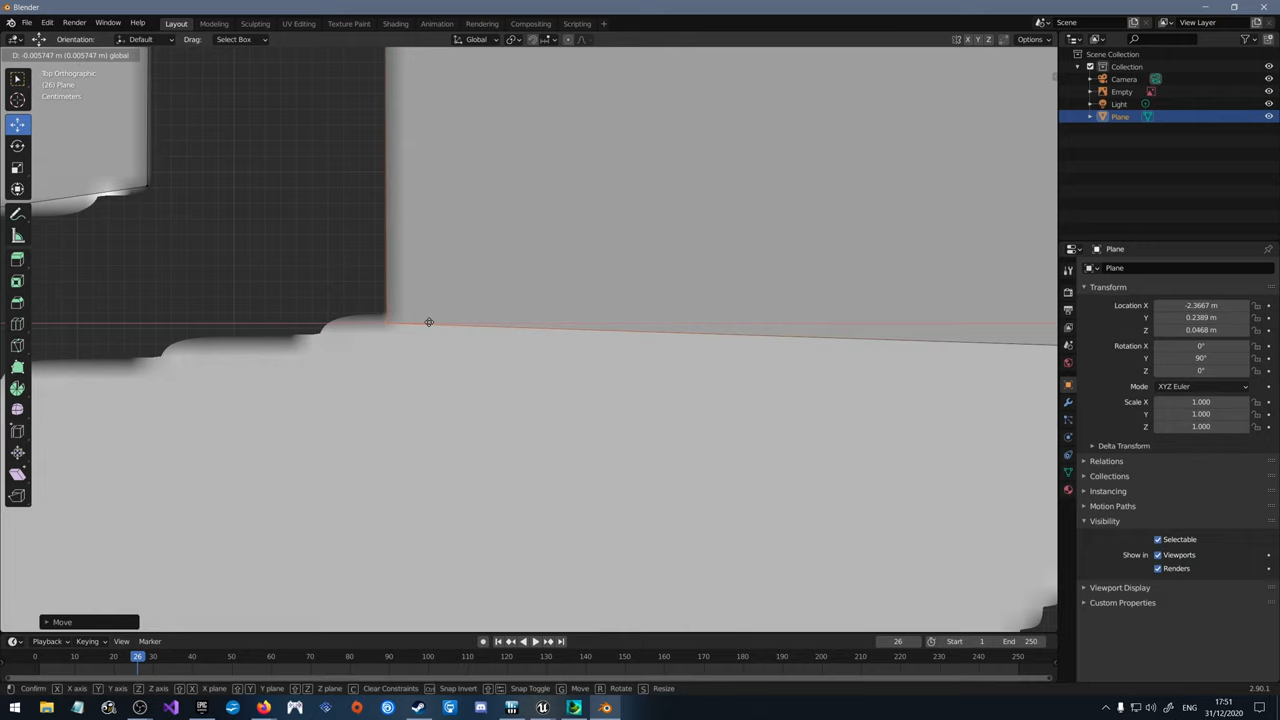 Blender
File Edit Render Window Help Layout Modeling Sculpting UV Editing Texture Paint Shading Animation Rendering Compositing Scripting + Scene View Layer
Orientation: Default Drag: Select Box Global X Y Z Options
D: -0.005747 m (0.005747 m) global
Top Orthographic
(26) Plane
Centimeters
Scene Collection
Collection
Camera
Empty
Light
Plane
Plane
Plane
Transform
Location X -2.3667 m
Y 0.2389 m
Z 0.0468 m
Rotation X 0°
Y 90°
Z 0°
Mode XYZ Euler
Scale X 1.000
Y 1.000
Z 1.000
Delta Transform
Relations
Collections
Instancing
Motion Paths
Visibility
Selectable
Show in Viewports
Renders
Viewport Display
Custom Properties
Move
Playback Keying View Marker 26 Start 1 End 250
0 10 20 26 30 40 50 60 70 80 90 100 110 120 130 140 150 160 170 180 190 200 210 220 230 240 250
Confirm X X axis Y Y axis Z Z axis X X plane Y Y plane Z Z plane C Clear Constraints Snap Invert Snap Toggle G Move R Rotate S Resize 2.90.1
ENG 17:51
31/12/2020